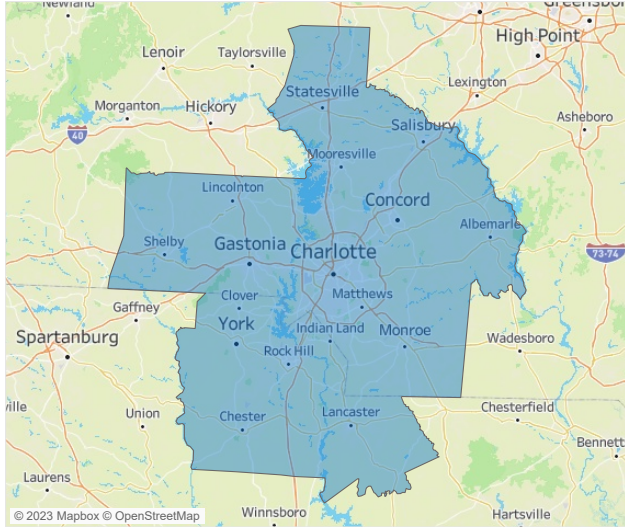 Newland
Greensboro
High Point
Lenoir
Taylorsville
Statesville
Lexington
Morganton
Hickory
Asheboro
40
Salisbury
Mooresville
Lincolnton
Concord
Albemarle
Shelby
Gastonia
Charlotte
73-74
Clover
Matthews
Gaffney
York
Indian Land
Monroe
Spartanburg
Rock Hill
Wadesboro
ville
Union
Chester
Lancaster
Chesterfield
Bennett
Laurens
Winnsboro
Hartsville
© 2023 Mapbox © OpenStreetMap